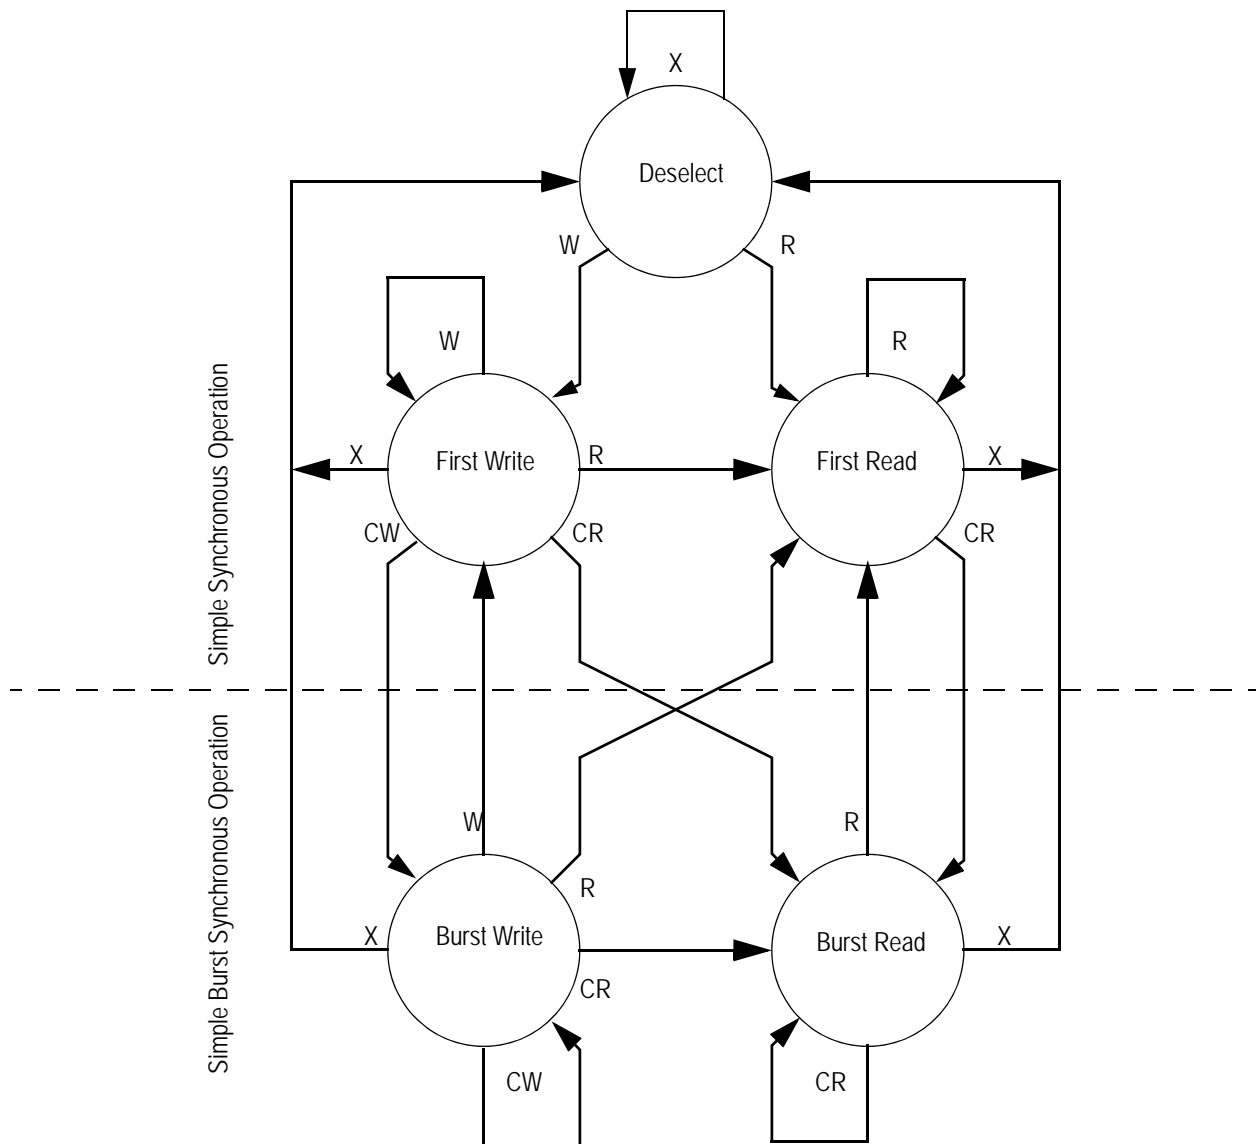 X
Deselect
W
R
W
R
X
First Write
R
First Read
X
CW
CR
CR
Simple Synchronous Operation
Simple Burst Synchronous Operation
W
R
R
X
Burst Write
Burst Read
X
CR
CW
CR